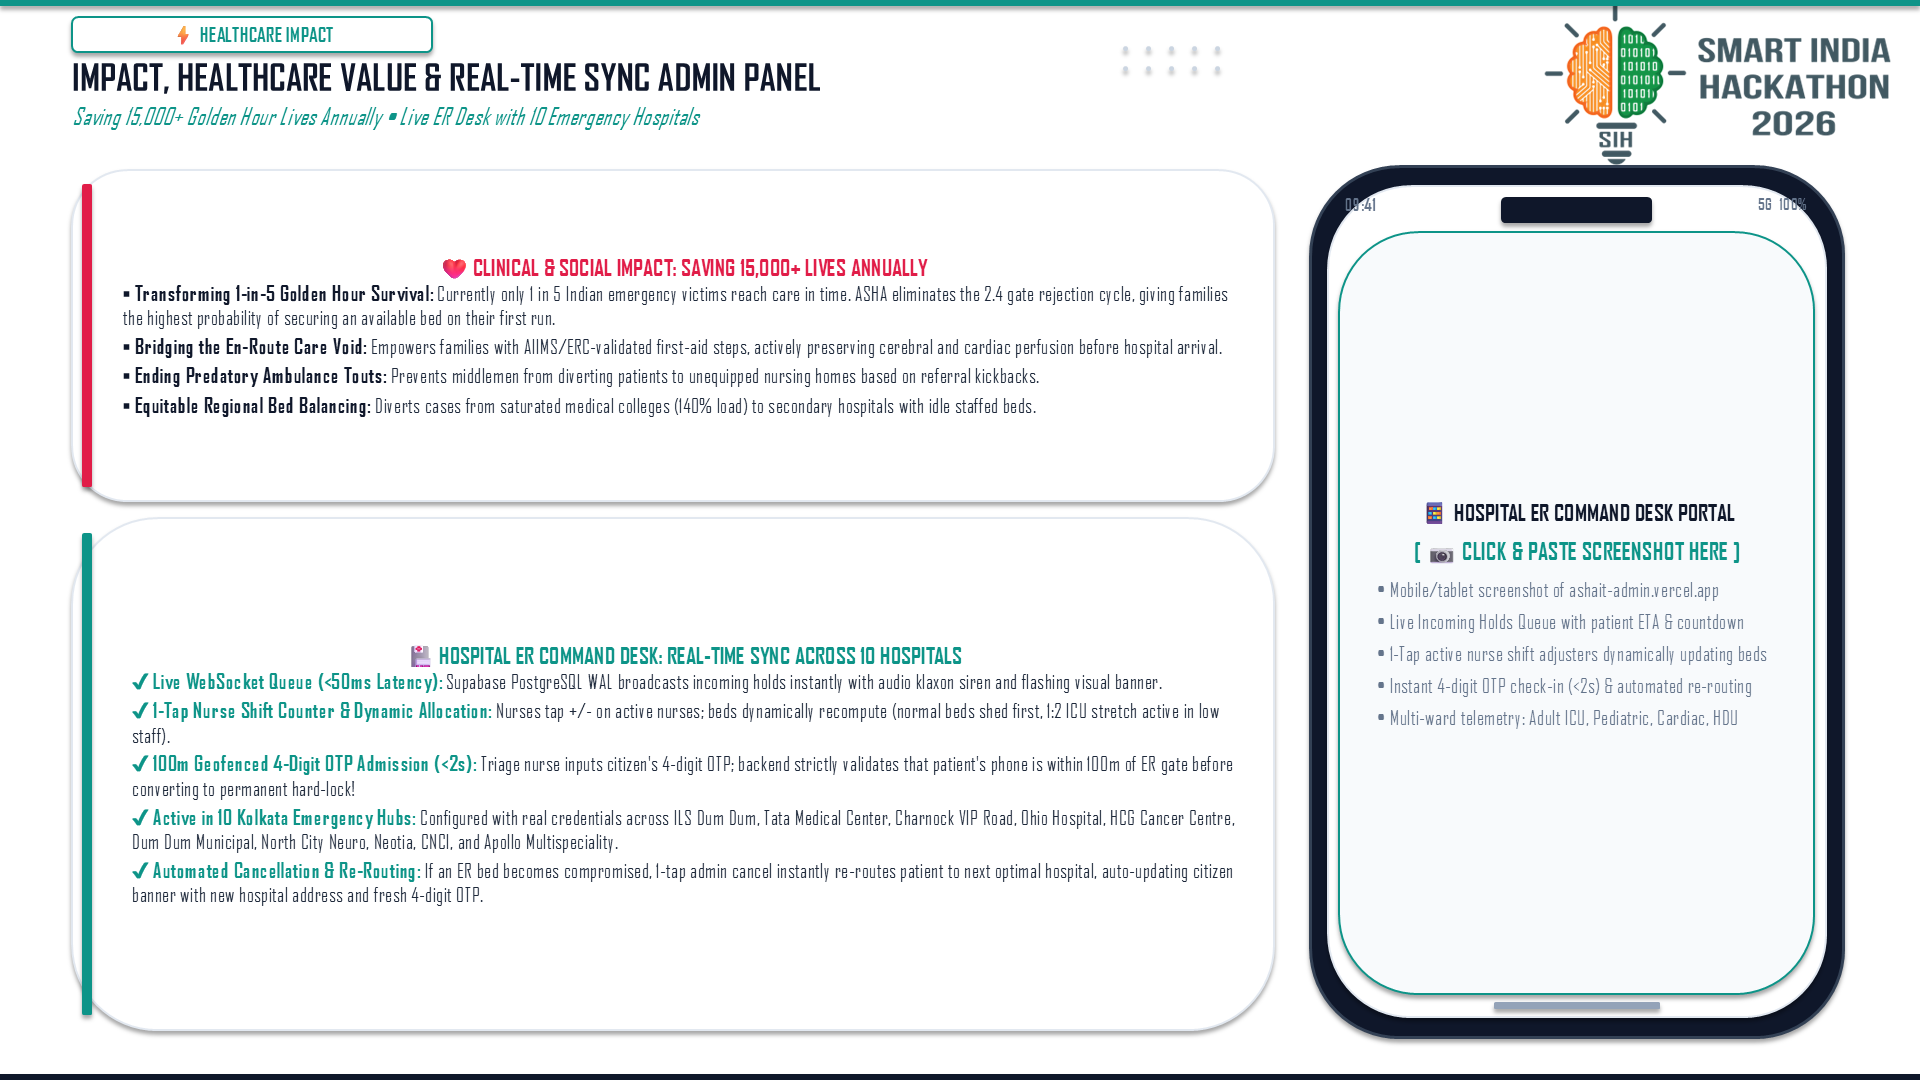 ⚡ HEALTHCARE IMPACT
IMPACT, HEALTHCARE VALUE & REAL-TIME SYNC ADMIN PANEL
Saving 15,000+ Golden Hour Lives Annually • Live ER Desk with 10 Emergency Hospitals
SMART INDIA
HACKATHON
2026
SIH
❤ CLINICAL & SOCIAL IMPACT: SAVING 15,000+ LIVES ANNUALLY
▪ Transforming 1-in-5 Golden Hour Survival: Currently only 1 in 5 Indian emergency victims reach care in time. ASHA eliminates the 2.4 gate rejection cycle, giving families
the highest probability of securing an available bed on their first run.
▪ Bridging the En-Route Care Void: Empowers families with AIIMS/ERC-validated first-aid steps, actively preserving cerebral and cardiac perfusion before hospital arrival.
▪ Ending Predatory Ambulance Touts: Prevents middlemen from diverting patients to unequipped nursing homes based on referral kickbacks.
▪ Equitable Regional Bed Balancing: Diverts cases from saturated medical colleges (140% load) to secondary hospitals with idle staffed beds.
🏥 HOSPITAL ER COMMAND DESK: REAL-TIME SYNC ACROSS 10 HOSPITALS
✔ Live WebSocket Queue (<50ms Latency): Supabase PostgreSQL WAL broadcasts incoming holds instantly with audio klaxon siren and flashing visual banner.
✔ 1-Tap Nurse Shift Counter & Dynamic Allocation: Nurses tap +/- on active nurses; beds dynamically recompute (normal beds shed first, 1:2 ICU stretch active in low
staff).
✔ 100m Geofenced 4-Digit OTP Admission (<2s): Triage nurse inputs citizen's 4-digit OTP; backend strictly validates that patient's phone is within 100m of ER gate before
converting to permanent hard-lock!
✔ Active in 10 Kolkata Emergency Hubs: Configured with real credentials across ILS Dum Dum, Tata Medical Center, Charnock VIP Road, Ohio Hospital, HCG Cancer Centre,
Dum Dum Municipal, North City Neuro, Neotia, CNCI, and Apollo Multispeciality.
✔ Automated Cancellation & Re-Routing: If an ER bed becomes compromised, 1-tap admin cancel instantly re-routes patient to next optimal hospital, auto-updating citizen
banner with new hospital address and fresh 4-digit OTP.
09:41
5G 100%
HOSPITAL ER COMMAND DESK PORTAL
[ 📷 CLICK & PASTE SCREENSHOT HERE ]
• Mobile/tablet screenshot of ashait-admin.vercel.app
• Live Incoming Holds Queue with patient ETA & countdown
• 1-Tap active nurse shift adjusters dynamically updating beds
• Instant 4-digit OTP check-in (<2s) & automated re-routing
• Multi-ward telemetry: Adult ICU, Pediatric, Cardiac, HDU